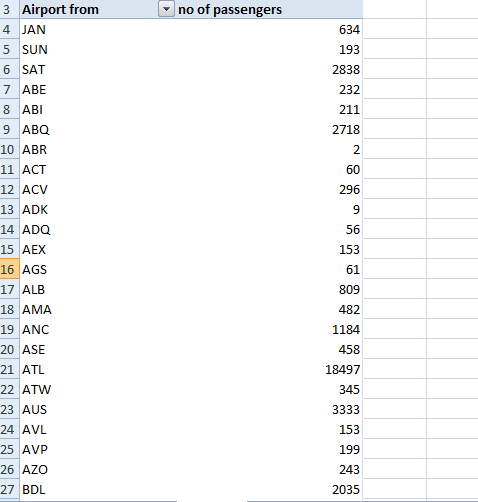 3 Airport from no of passengers
4 JAN 634
5 SUN 193
6 SAT 2838
7 ABE 232
8 ABI 211
9 ABQ 2718
10 ABR 2
11 ACT 60
12 ACV 296
13 ADK 9
14 ADQ 56
15 AEX 153
16 AGS 61
17 ALB 809
18 AMA 482
19 ANC 1184
20 ASE 458
21 ATL 18497
22 ATW 345
23 AUS 3333
24 AVL 153
25 AVP 199
26 AZO 243
27 BDL 2035